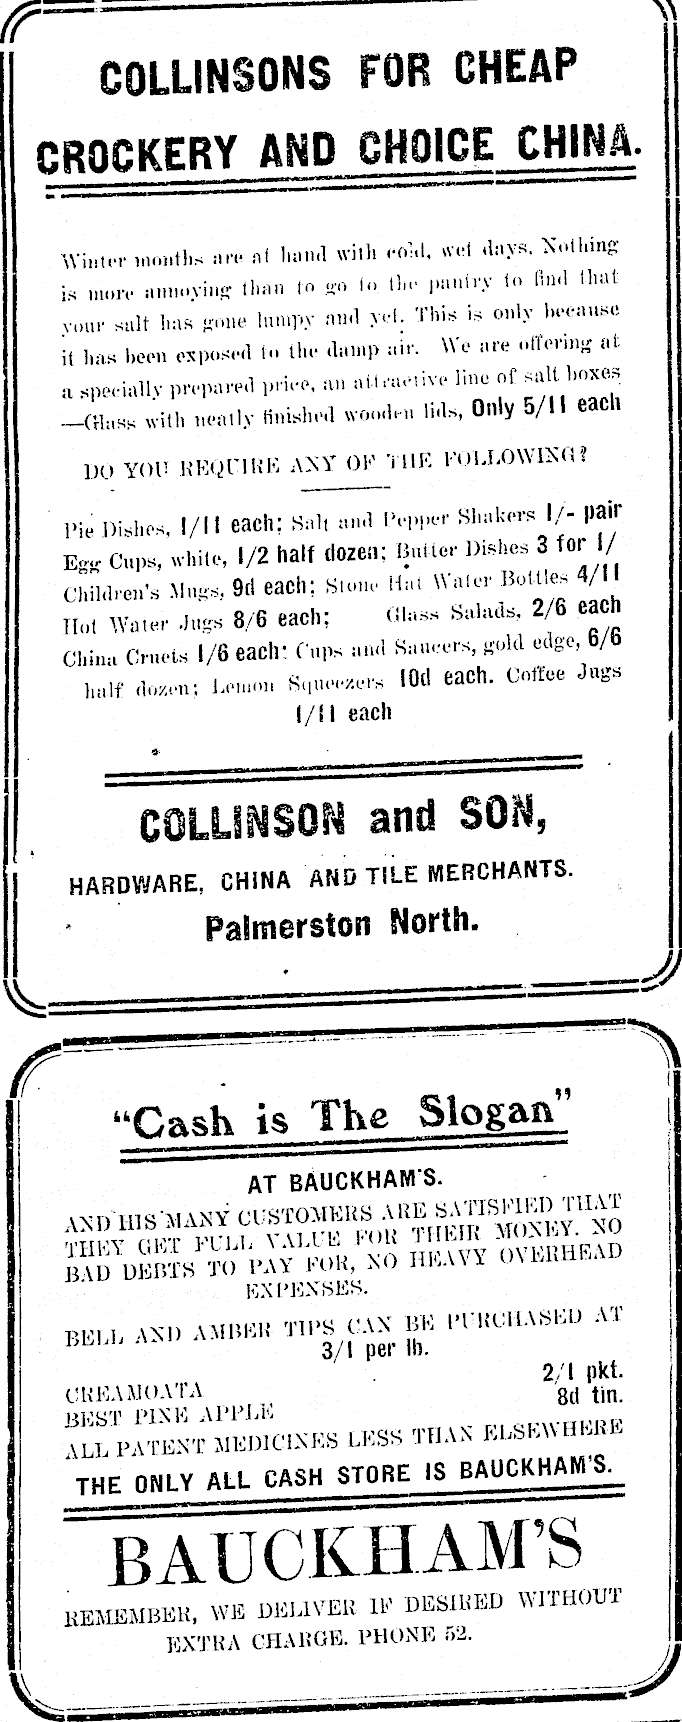 COLLINSONS FOR CHEAP
CROCKERY AND CHOICE CHINA.
Winter months are at hand with cold, wet days. Nothing
is more annoying than to go to the pantry to find that
your salt has gone lumpy and yet. This is only because
it has been exposed to the damp air. We are offering at
a specially prepared price, an attractive line of salt boxes
—Glass with neatly finished wooden lids, Only 5/11 each
DO YOU REQUIRE ANY OF THE FOLLOWING?
Pie Dishes, 1/11 each; Salt and Pepper Shakers 1/- pair
Egg Cups, white, 1/2 half dozen; Butter Dishes 3 for 1/
Children's Mugs, 9d each; Stone Hat Water Bottles 4/11
Hot Water Jugs 8/6 each; Glass Salads, 2/6 each
China Cruets 1/6 each: Cups and Saucers, gold edge, 6/6
half dozen; Lemon Squeezers 10d each. Coffee Jugs
1/11 each
COLLINSON and SON,
HARDWARE, CHINA AND TILE MERCHANTS.
Palmerston North.
"Cash is The Slogan"
AT BAUCKHAM'S.
AND HIS MANY CUSTOMERS ARE SATISFIED THAT
THEY GET FULL VALUE FOR THEIR MONEY. NO
BAD DEBTS TO PAY FOR, NO HEAVY OVERHEAD
EXPENSES.
BELL AND AMBER TIPS CAN BE PURCHASED AT
3/1 per lb.
CREAMOATA 2/1 pkt.
BEST PINE APPLE 8d tin.
ALL PATENT MEDICINES LESS THAN ELSEWHERE
THE ONLY ALL CASH STORE IS BAUCKHAM'S.
BAUCKHAM'S
REMEMBER, WE DELIVER IF DESIRED WITHOUT
EXTRA CHARGE. PHONE 52.